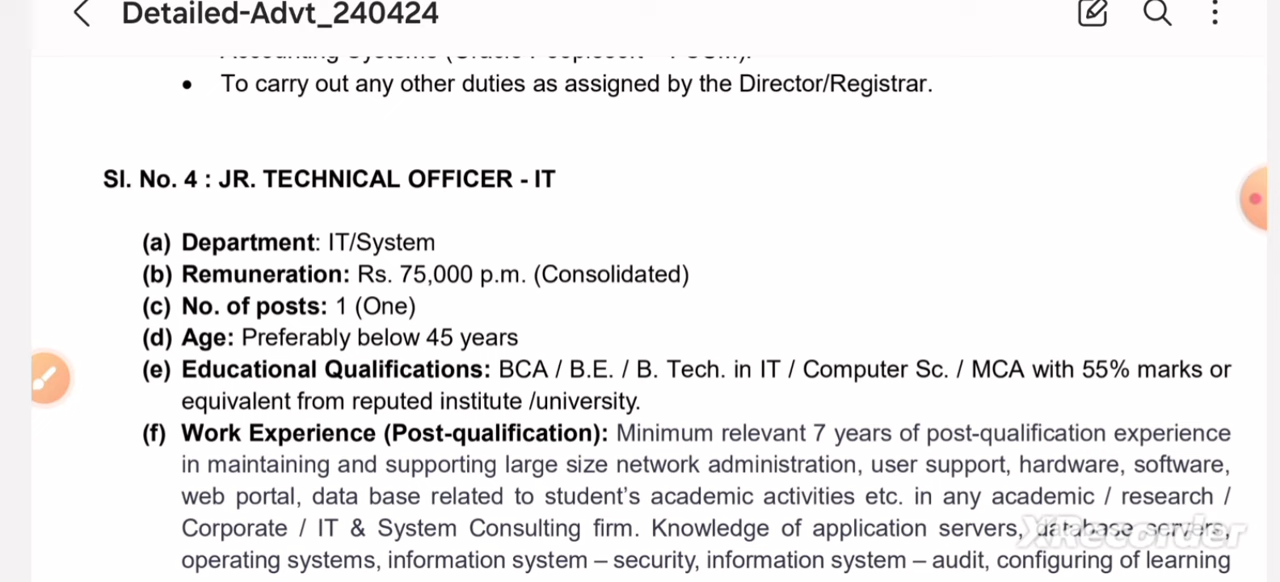 Detailed-Advt_240424
• To carry out any other duties as assigned by the Director/Registrar.
SI. No. 4 : JR. TECHNICAL OFFICER - IT
(a) Department: IT/System
(b) Remuneration: Rs. 75,000 p.m. (Consolidated)
(c) No. of posts: 1 (One)
(d) Age: Preferably below 45 years
(e) Educational Qualifications: BCA / B.E. / B. Tech. in IT / Computer Sc. / MCA with 55% marks or
equivalent from reputed institute /university.
(f) Work Experience (Post-qualification): Minimum relevant 7 years of post-qualification experience
in maintaining and supporting large size network administration, user support, hardware, software,
web portal, data base related to student's academic activities etc. in any academic / research /
Corporate / IT & System Consulting firm. Knowledge of application servers, database servers,
operating systems, information system – security, information system – audit, configuring of learning
XRecorder